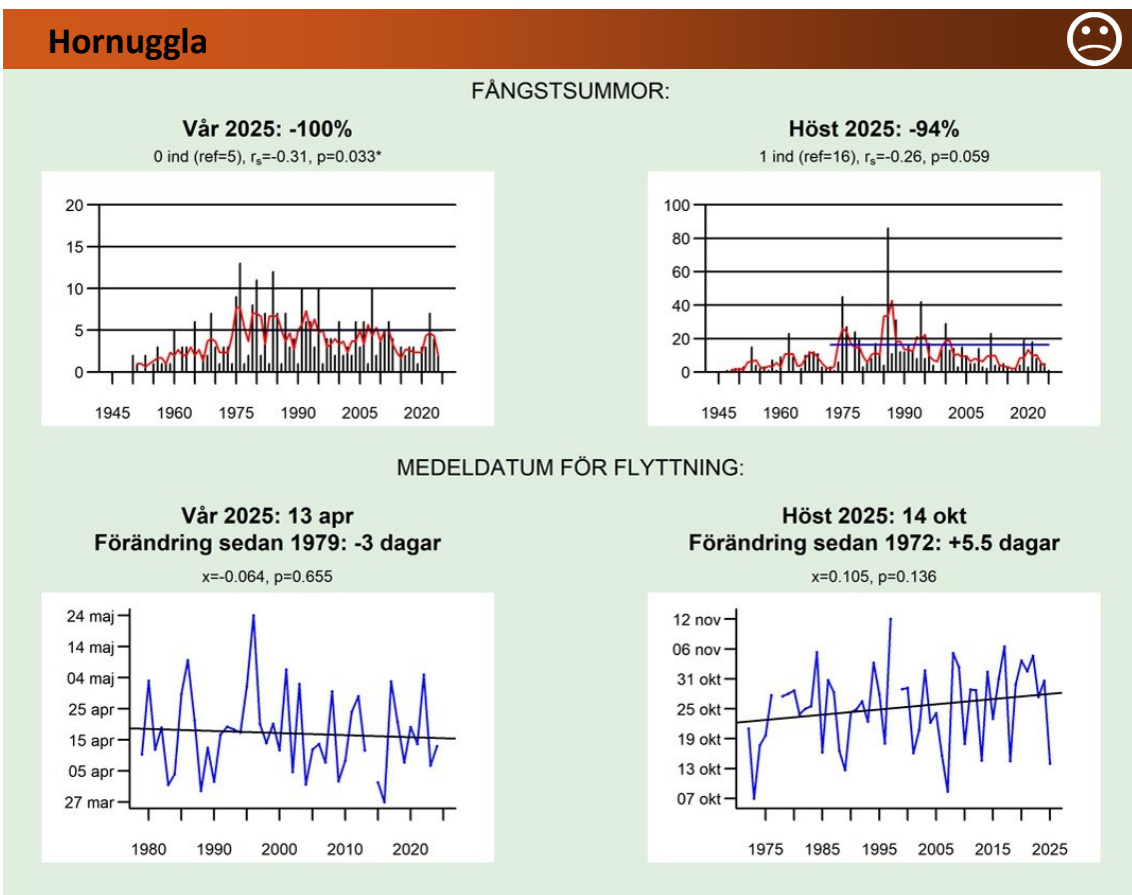 Hornuggla
FÅNGSTSUMMOR:
Vår 2025: -100%
0 ind (ref=5), rₛ=-0.31, p=0.033*
20
15
10
5
0
1945 1960 1975 1990 2005 2020
Höst 2025: -94%
1 ind (ref=16), rₛ=-0.26, p=0.059
100
80
60
40
20
0
1945 1960 1975 1990 2005 2020
MEDELDATUM FÖR FLYTTNING:
Vår 2025: 13 apr
Förändring sedan 1979: -3 dagar
x=-0.064, p=0.655
24 maj
14 maj
04 maj
25 apr
15 apr
05 apr
27 mar
1980 1990 2000 2010 2020
Höst 2025: 14 okt
Förändring sedan 1972: +5.5 dagar
x=0.105, p=0.136
12 nov
06 nov
31 okt
25 okt
19 okt
13 okt
07 okt
1975 1985 1995 2005 2015 2025